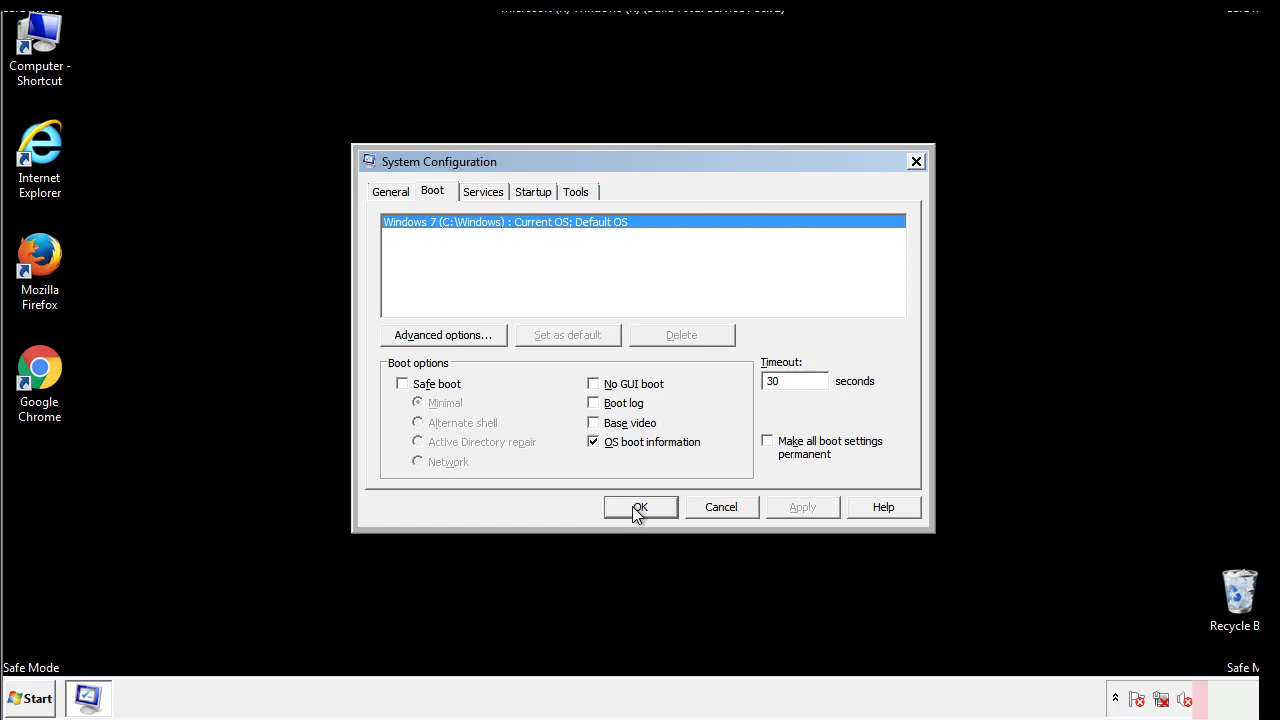 Computer -
Shortcut
Internet
Explorer
Mozilla
Firefox
Google
Chrome
System Configuration
General Boot Services Startup Tools
Windows 7 (C:\Windows) : Current OS; Default OS
Advanced options... Set as default Delete
Boot options
Timeout:
30 seconds
Safe boot
Minimal
Alternate shell
Active Directory repair
Network
No GUI boot
Boot log
Base video
OS boot information
Make all boot settings
permanent
OK Cancel Apply Help
Recycle B
Safe Mode
Safe M
Start